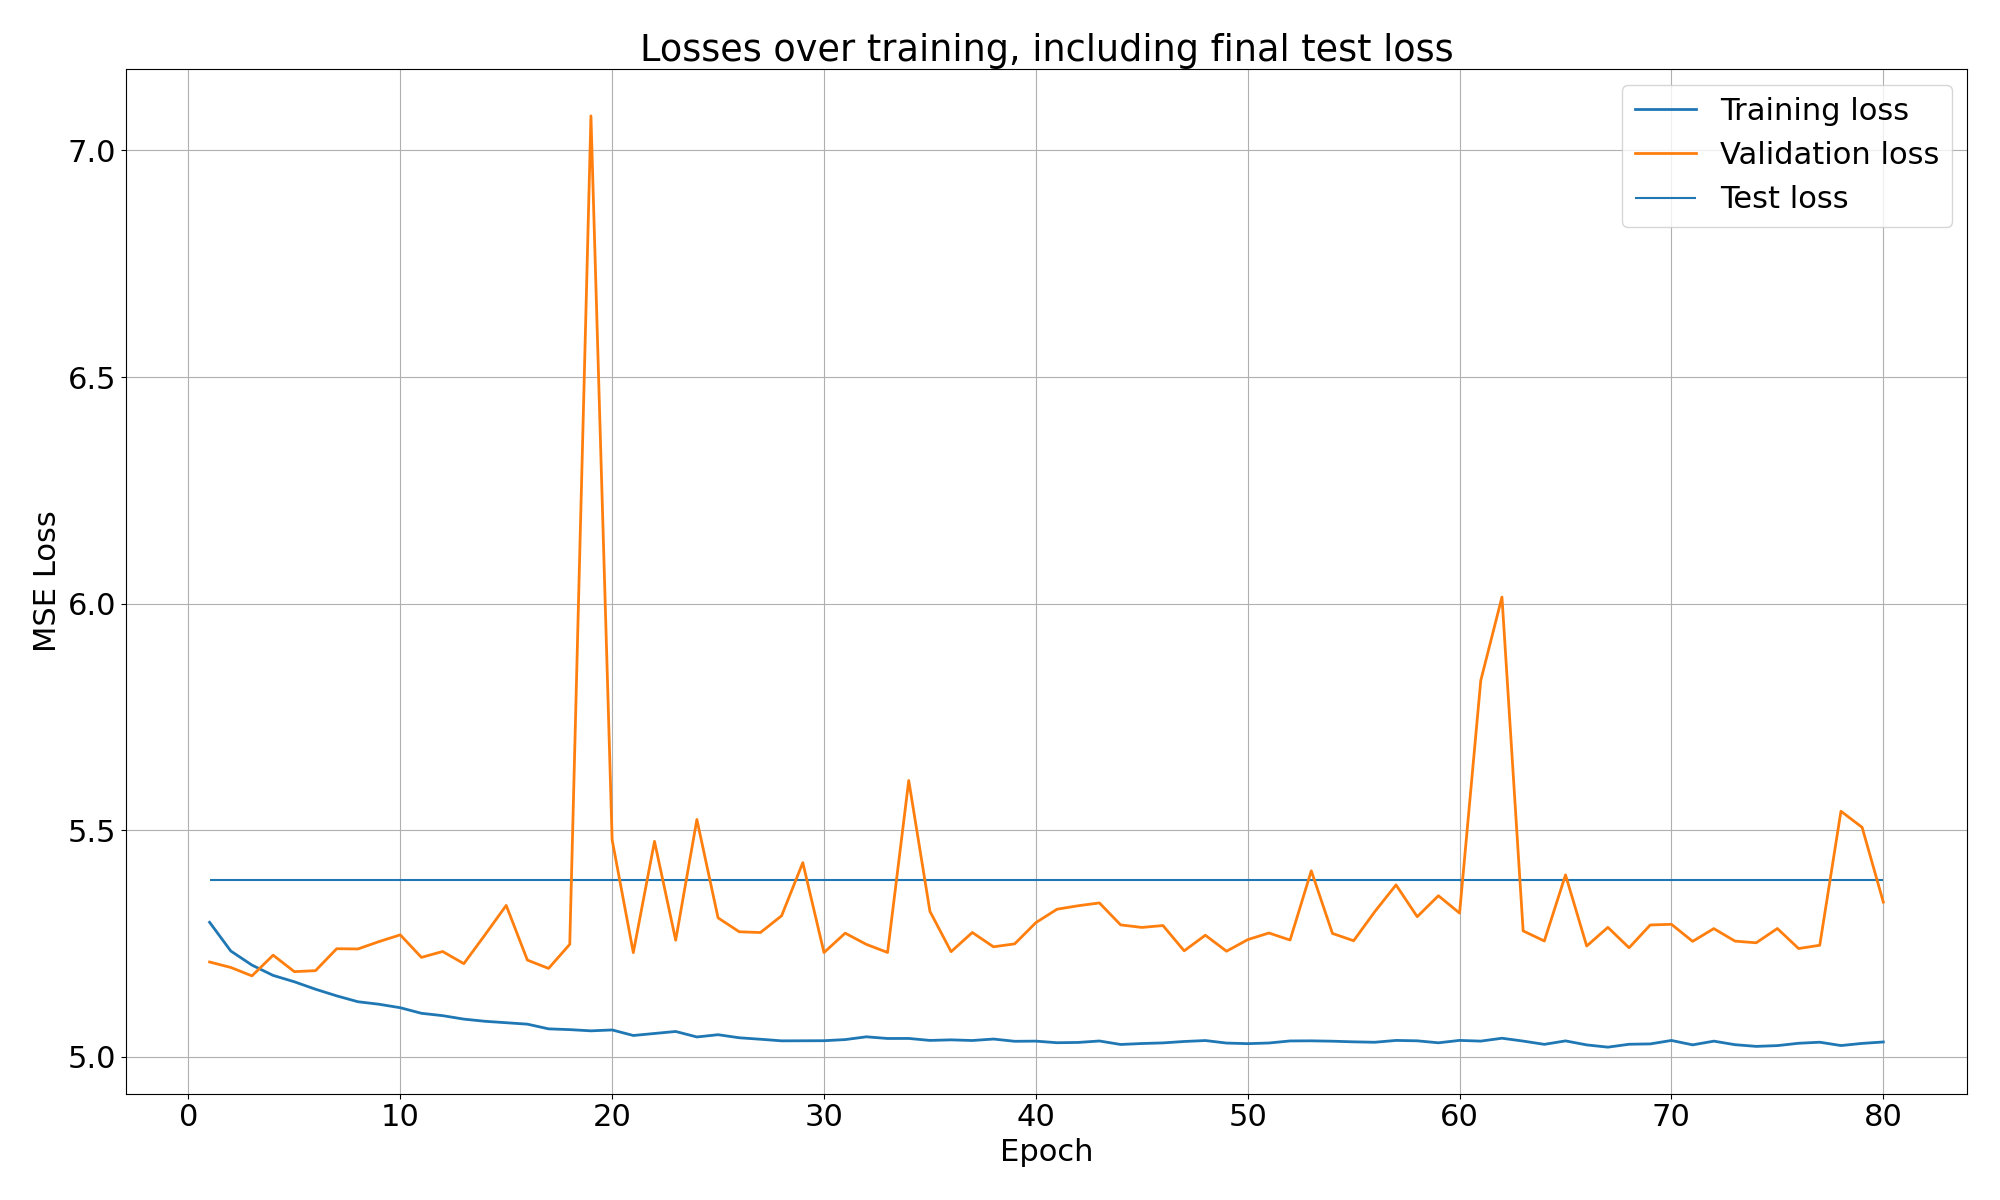 Losses over training, including final test loss
Training loss
Validation loss
Test loss
7.0
6.5
6.0
5.5
5.0
MSE Loss
0 10 20 30 40 50 60 70 80
Epoch